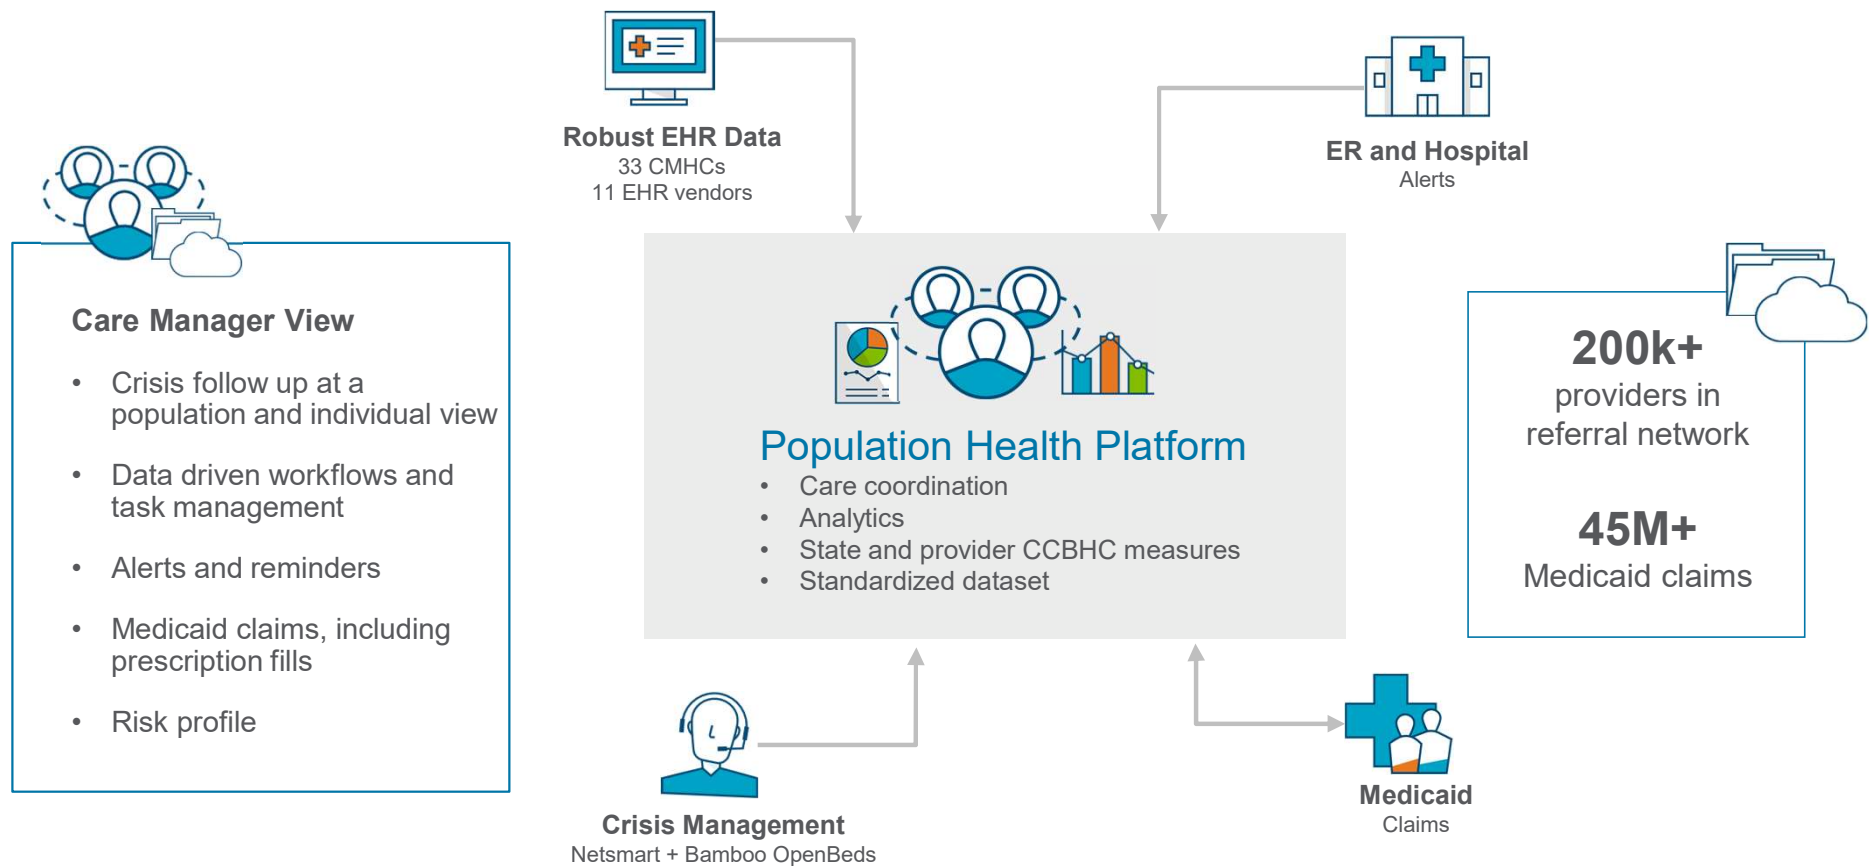 Robust EHR Data
33 CMHCs
11 EHR vendors
ER and Hospital
Alerts
Care Manager View
• Crisis follow up at a
population and individual view
• Data driven workflows and
task management
• Alerts and reminders
• Medicaid claims, including
prescription fills
• Risk profile
Population Health Platform
• Care coordination
• Analytics
• State and provider CCBHC measures
• Standardized dataset
200k+
providers in
referral network
45M+
Medicaid claims
Crisis Management
Netsmart + Bamboo OpenBeds
Medicaid
Claims